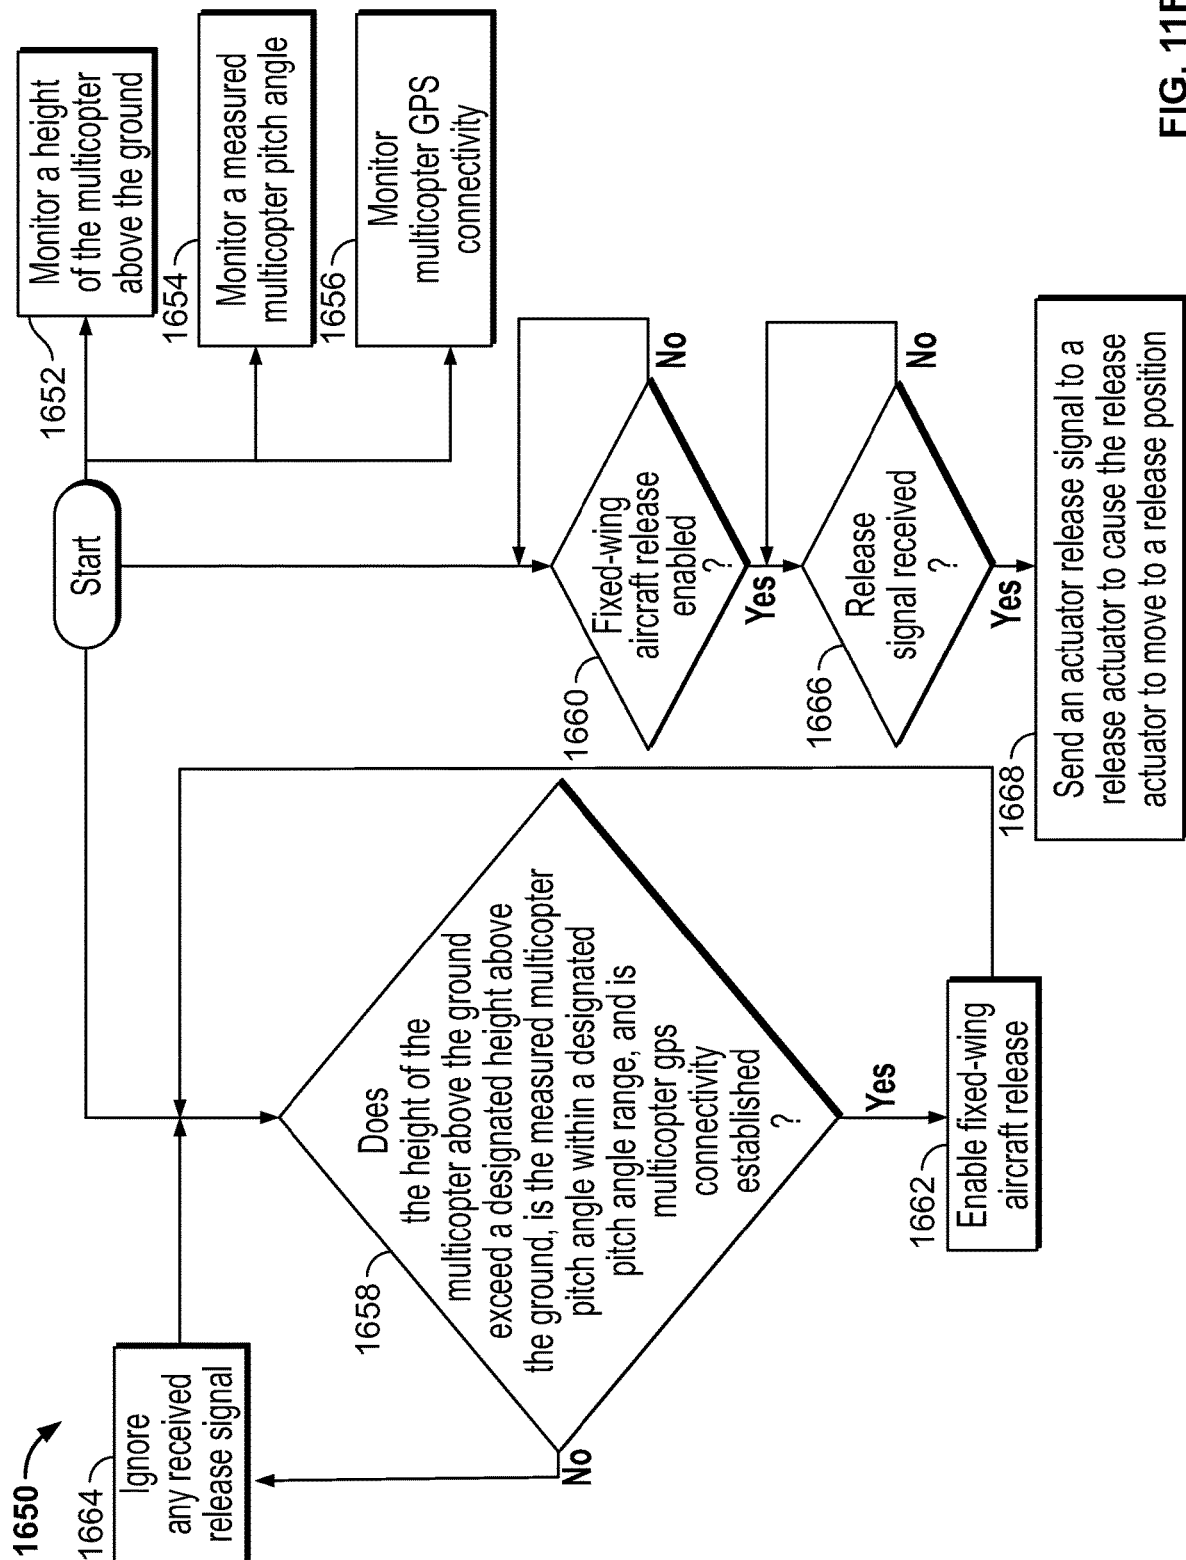 1650
Start
1652
Monitor a height
of the multicopter
above the ground
1654
Monitor a measured
multicopter pitch angle
1656
Monitor
multicopter GPS
connectivity
1664
Ignore
any received
release signal
1658
Does
the height of the
multicopter above the ground
exceed a designated height above
the ground, is the measured multicopter
pitch angle within a designated
pitch angle range, and is
multicopter gps
connectivity
established
?
No
Yes
1662
Enable fixed-wing
aircraft release
1660
Fixed-wing
aircraft release
enabled
?
No
Yes
1666
Release
signal received
?
No
Yes
1668
Send an actuator release signal to a
release actuator to cause the release
actuator to move to a release position
FIG. 11F